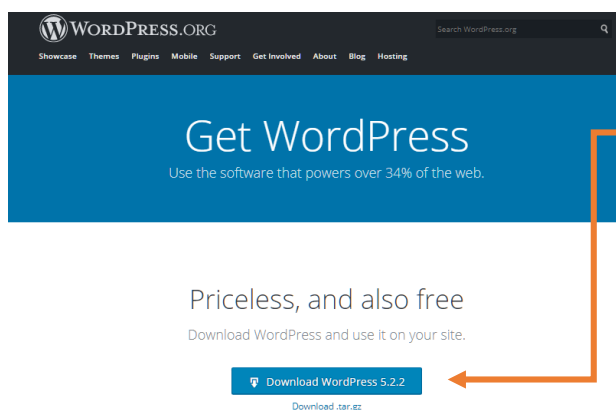 WORDPRESS.ORG
Search WordPress.org
Showcase Themes Plugins Mobile Support Get Involved About Blog Hosting
Get WordPress
Use the software that powers over 34% of the web.
Priceless, and also free
Download WordPress and use it on your site.
Download WordPress 5.2.2
Download .tar.gz